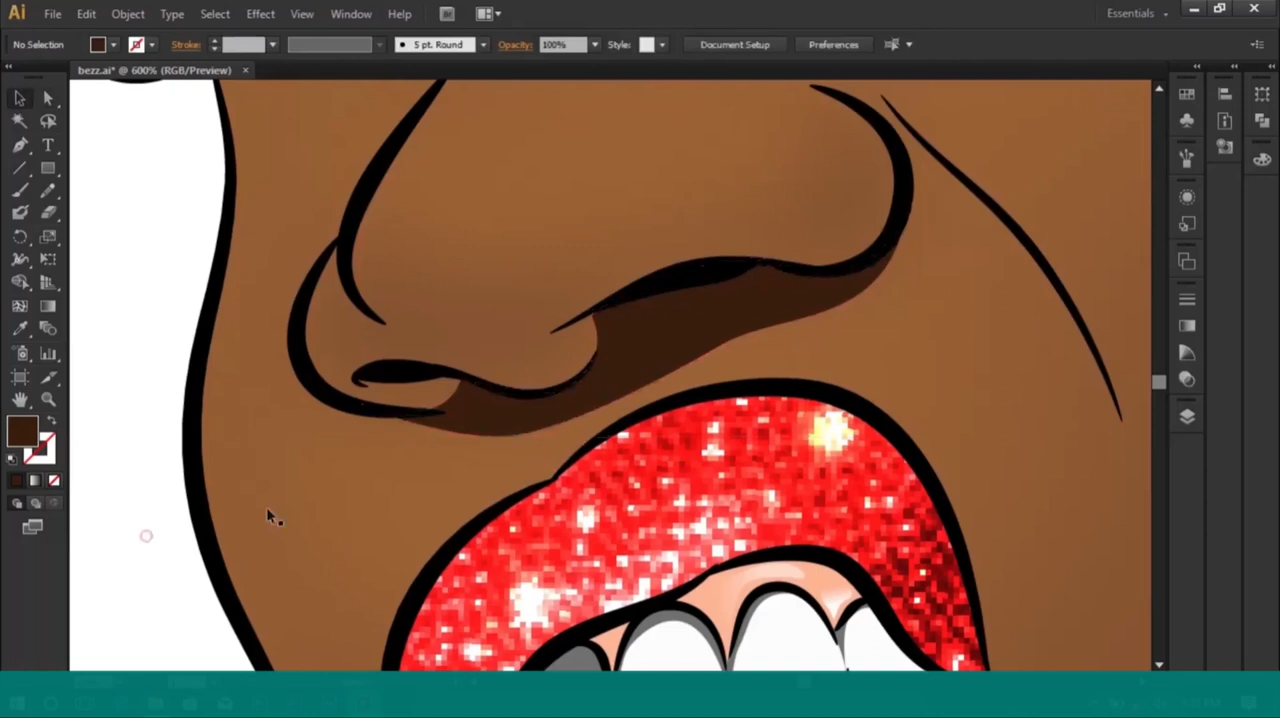 Ai File Edit Object Type Select Effect View Window Help Br Essentials
No Selection Stroke: 5 pt. Round Opacity: 100% Style: Document Setup Preferences
bezz.ai* @ 600% (RGB/Preview) ×